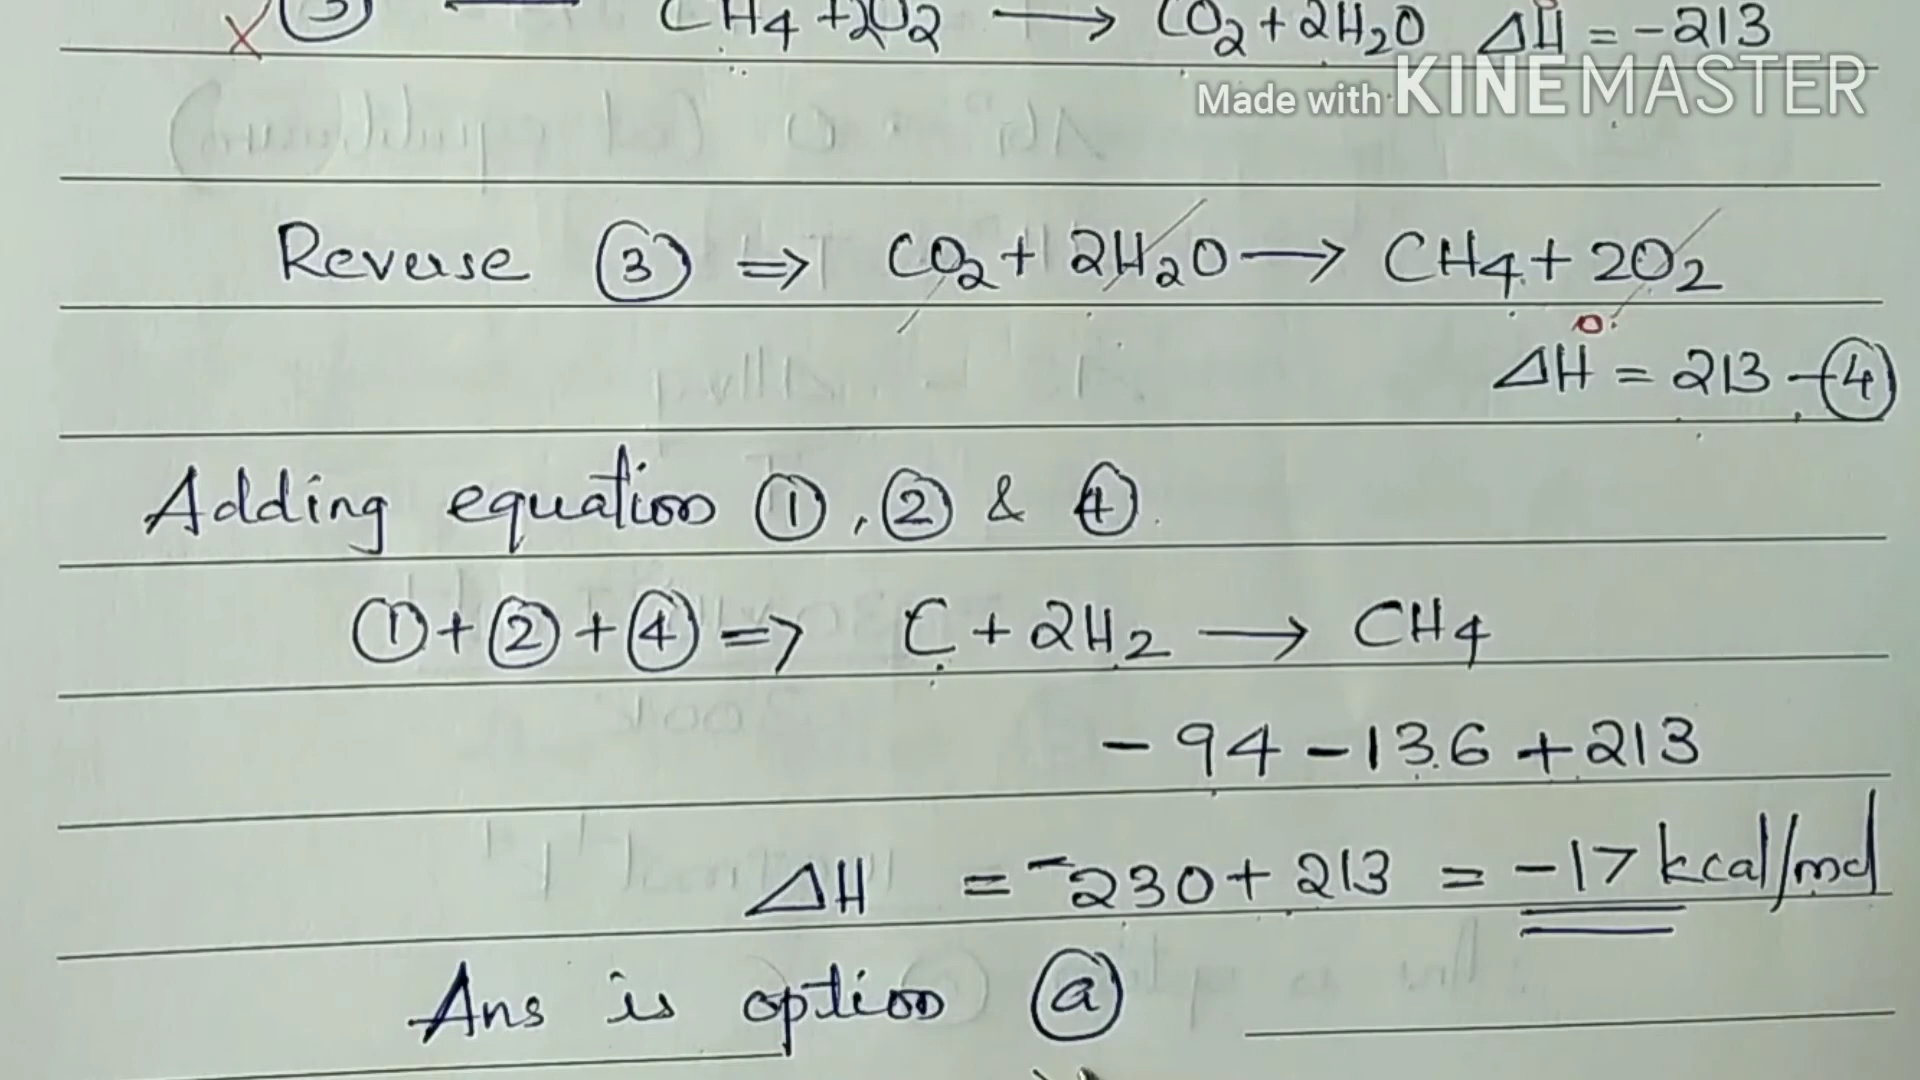 ③ — CH4 + 2O2 ⟶ CO2 + 2H2O ΔH = -213
Made with KINEMASTER
Reverse ③ => CO2 + 2H2O ⟶ CH4 + 2O2
ΔH° = 213 - ④
Adding equation ①, ② & ④.
① + ② + ④ => C + 2H2 ⟶ CH4
- 94 - 136 + 213
ΔH = -230 + 213 = -17 kcal/mol
Ans is option ⓐ